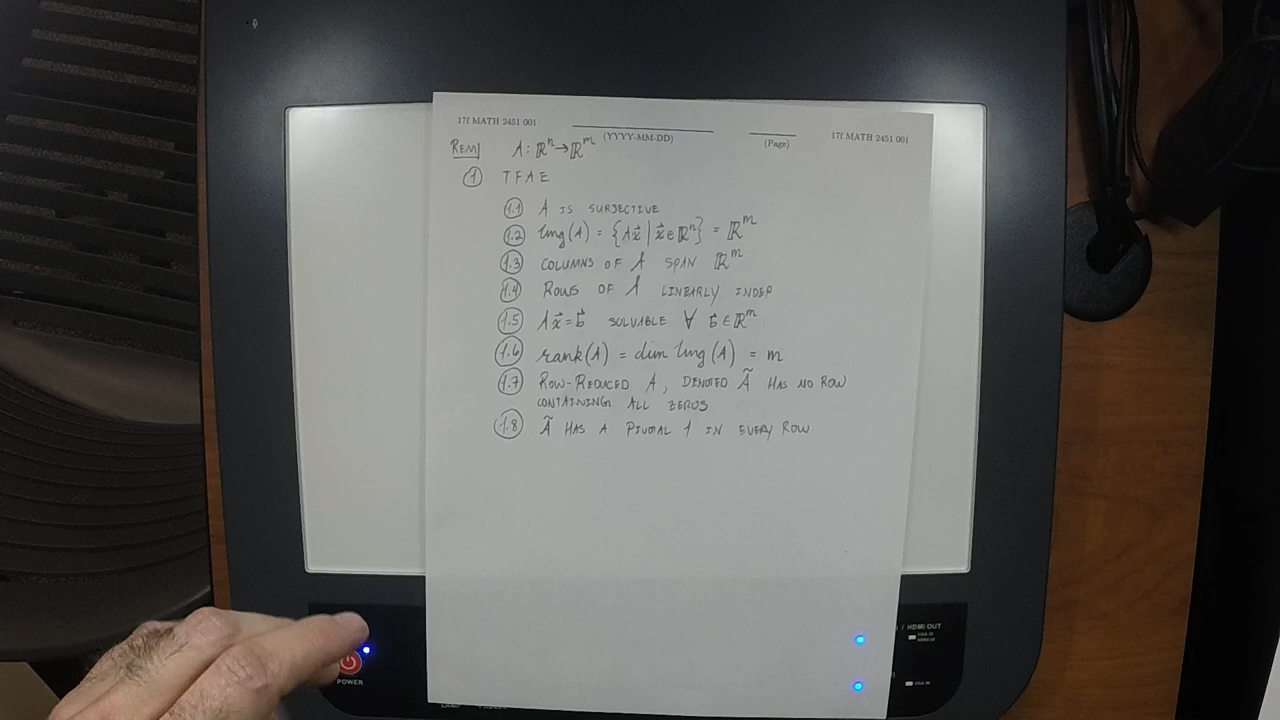 17f MATH 2451 001 (YYYY-MM-DD) (Page) 17f MATH 2451 001
REM A: ℝⁿ→ℝᵐ
① TFAE
1.1 A IS SURJECTIVE
1.2 Img(A) = {Ax⃗ | x⃗ ∈ ℝⁿ} = ℝᵐ
1.3 COLUMNS OF A SPAN ℝᵐ
1.4 ROWS OF A LINEARLY INDEP
1.5 Ax⃗ = b⃗ SOLVABLE ∀ b⃗ ∈ ℝᵐ
1.6 rank(A) = dim Img(A) = m
1.7 ROW-REDUCED A, DENOTED Ã HAS NO ROW
CONTAINING ALL ZEROS
1.8 Ã HAS A PIVOTAL 1 IN EVERY ROW
/ HDMI OUT
POWER